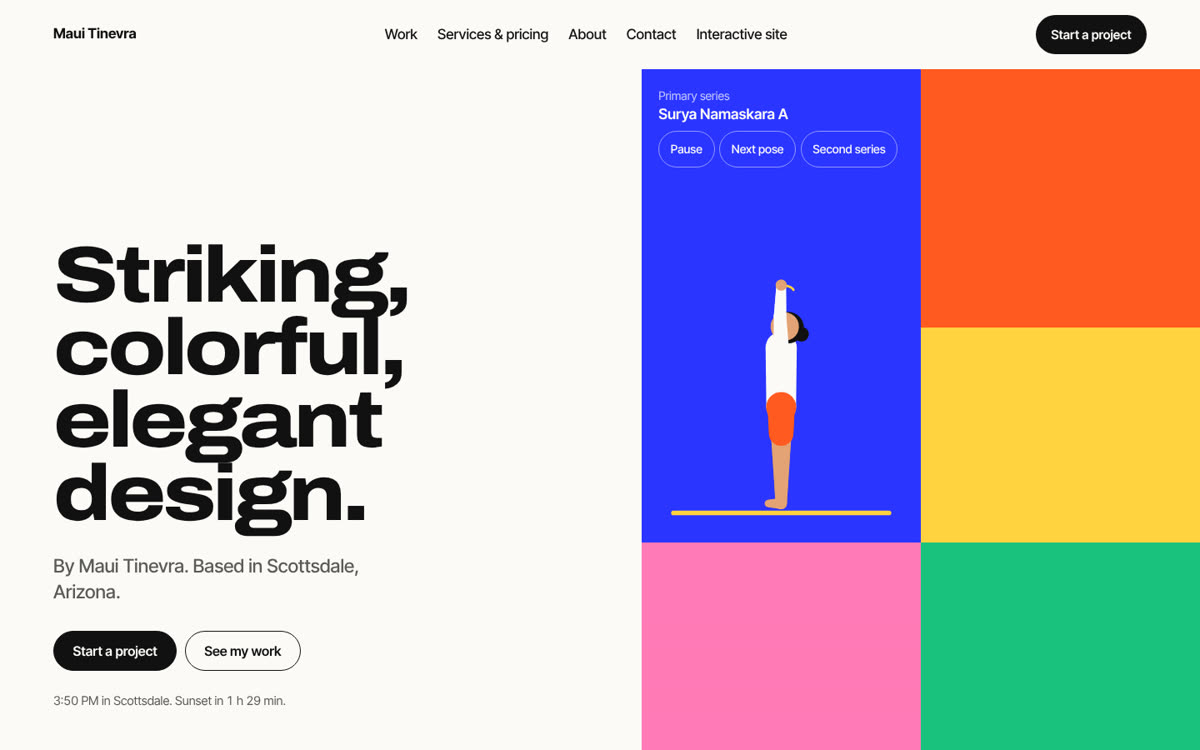 Maui Tinevra
Work
Services & pricing
About
Contact
Interactive site
Start a project
Striking,
colorful,
elegant
design.
By Maui Tinevra. Based in Scottsdale,
Arizona.
Start a project
See my work
3:50 PM in Scottsdale. Sunset in 1 h 29 min.
Primary series
Surya Namaskara A
Pause
Next pose
Second series